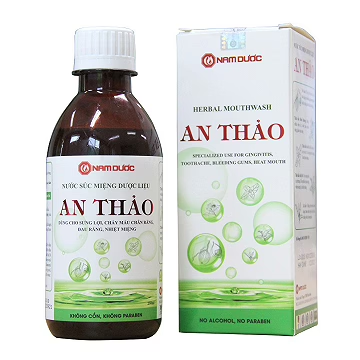 NAM DƯỢC
NƯỚC SÚC MIỆNG DƯỢC LIỆU
AN THẢO
DÙNG CHO SƯNG LỢI, CHẢY MÁU CHÂN RĂNG,
ĐAU RĂNG, NHIỆT MIỆNG
KHÔNG CỒN, KHÔNG PARABEN
NAM DƯỢC
HERBAL MOUTHWASH
AN THẢO
SPECIALIZED USE FOR GINGIVITIS,
TOOTHACHE, BLEEDING GUMS, HEAT MOUTH
NO ALCOHOL, NO PARABEN